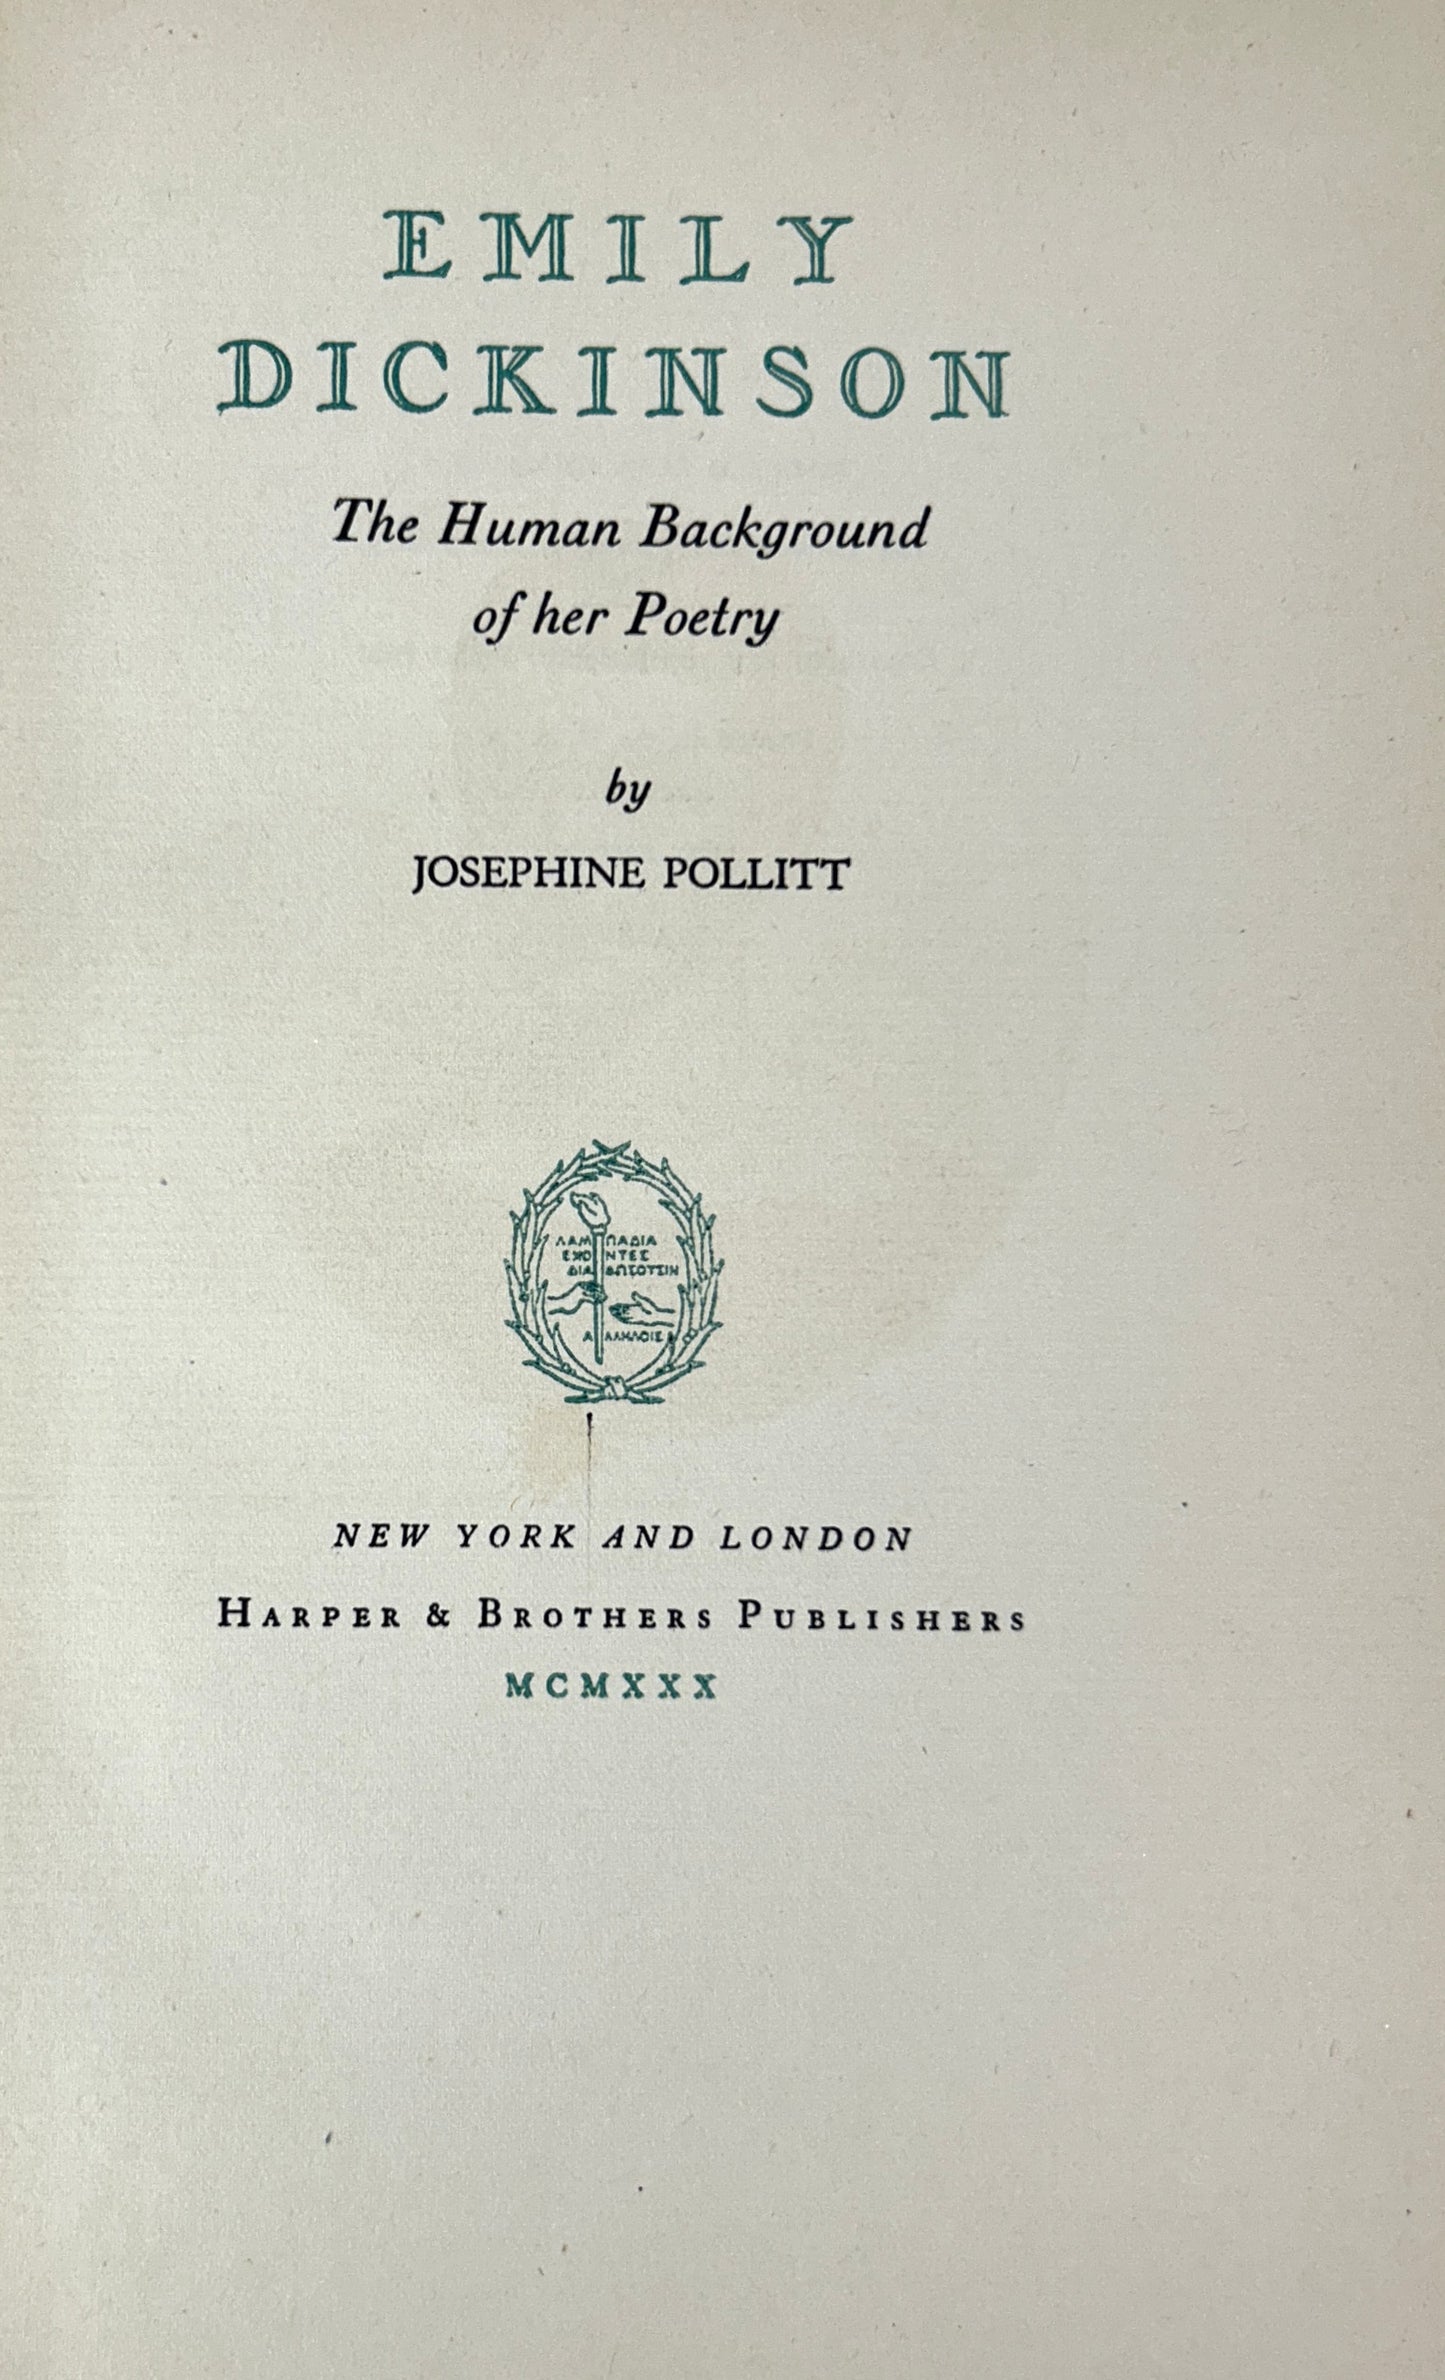 EMILY
DICKINSON
The Human Background
of her Poetry
by
JOSEPHINE POLLITT
ΛΑΜΠΑΔΙΑ
ΕΧΟΝΤΕΣ
ΔΙΑΔΩΣΟΥΣΙΝ
ΑΛΛΗΛΟΙΣ
NEW YORK AND LONDON
HARPER & BROTHERS PUBLISHERS
MCMXXX